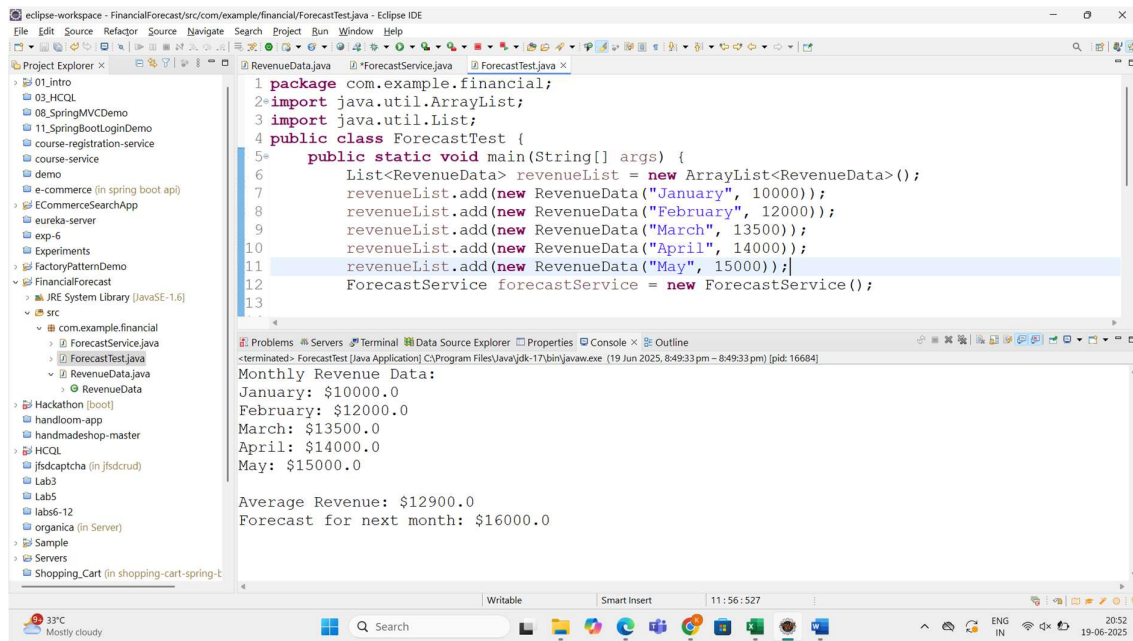 eclipse-workspace - FinancialForecast/src/com/example/financial/ForecastTest.java - Eclipse IDE
File Edit Source Refactor Source Navigate Search Project Run Window Help
Project Explorer
01_intro
03_HCQL
08_SpringMVCDemo
11_SpringBootLoginDemo
course-registration-service
course-service
demo
e-commerce (in spring boot api)
ECommerceSearchApp
eureka-server
exp-6
Experiments
FactoryPatternDemo
FinancialForecast
JRE System Library [JavaSE-1.6]
src
com.example.financial
ForecastService.java
ForecastTest.java
RevenueData.java
RevenueData
Hackathon [boot]
handloom-app
handmadeshop-master
HCQL
jfsdcaptcha (in jfsdcrud)
Lab3
Lab5
labs6-12
organica (in Server)
Sample
Servers
Shopping_Cart (in shopping-cart-spring-t
RevenueData.java *ForecastService.java ForecastTest.java
1 package com.example.financial;
2 import java.util.ArrayList;
3 import java.util.List;
4 public class ForecastTest {
5 public static void main(String[] args) {
6 List<RevenueData> revenueList = new ArrayList<RevenueData>();
7 revenueList.add(new RevenueData("January", 10000));
8 revenueList.add(new RevenueData("February", 12000));
9 revenueList.add(new RevenueData("March", 13500));
10 revenueList.add(new RevenueData("April", 14000));
11 revenueList.add(new RevenueData("May", 15000));
12 ForecastService forecastService = new ForecastService();
13
Problems Servers Terminal Data Source Explorer Properties Console Outline
<terminated> ForecastTest [Java Application] C:\Program Files\Java\jdk-17\bin\javaw.exe (19 Jun 2025, 8:49:33 pm – 8:49:33 pm) [pid: 16684]
Monthly Revenue Data:
January: $10000.0
February: $12000.0
March: $13500.0
April: $14000.0
May: $15000.0
Average Revenue: $12900.0
Forecast for next month: $16000.0
Writable Smart Insert 11 : 56 : 527
9+ 33°C
Mostly cloudy
Search
ENG
IN
20:52
19-06-2025